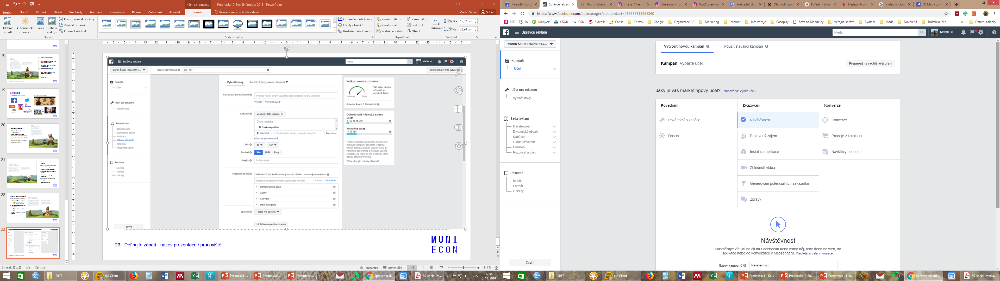 Nástroje obrázku
Prednaska12_Sociální média_2018 - PowerPoint
Soubor Domů Vložení Návrh Přechody Animace Prezentace Revize Zobrazení Acrobat Formát Řekněte mi, co chcete udělat...
Martin Šauer Sdílet
Odebrat pozadí
Automatické opravy
Barva
Grafické efekty
Komprimovat obrázky
Změnit obrázek
Obnovit obrázek
Ohraničení obrázku
Efekty obrázku
Rozložení obrázku
Přenést blíž
Přenést dál
Podokno výběru
Zarovnat
Seskupit
Otočit
Oříznout
Výška: 15,82 cm
Šířka: 32,94 cm
Upravit Styly obrázků Uspořádat Velikost
18
19
Listening
20
21
22
23
Správce reklam
Hledat
Martin
Martin Šauer (268367113...
Název sady reklam CZ - 18+
Přepnout na rychlé vytvoření
Kampaň
Účel
Účet pro reklamu
Vytvořit nový
Sada reklam
Návštěvnost
Dynamický obsah
Nabídka
Okruh uživatelů
Umístění
Rozpočet a plán
Reklama
Identita
Formát
Odkazy
Zavřít
Vytvořit nový Použít uložený okruh uživatelů
Vlastní okruhy uživatelů Přidejte vlastní okruhy uživatelů nebo podobné okruhy uživatelů
Vyloučit Vytvořit nový
Lokality Všichni v této lokalitě
Česká republika
Česká republika
Zahrnout Vepište další lokality, které chcete přidat Procházet
Přidat lokality hromadně
Věk 18 - 65+
Pohlaví Vše Muži Ženy
Jazyky Zadejte jazyk...
Podrobné cílení ZAHRNOUT lidi, kteří vyhovují aspoň JEDNÉ z uvedených možností
Přidejte demografické údaje, zájmy nebo chování Návrhy Procházet
Demografické údaje
Zájmy
Chování
Další kategorie
Spojení Přidat typ spojení
Uložit tento okruh uživatelů
Velikost okruhu uživatelů
Váš výběr okruhu uživatelů je poměrně široký.
Specifický Široký
Potential Reach:5 200 000 lidí
Odhadované výsledky za den
Dosah
2 700 až 15 000
Kliknutí na odkaz
77 až 460
Přesnost odhadů je založená na datech z
minulých kampaní, zadaném rozpočtu,
tržních datech a dalších údajích. Čísla by
vám měla dát přehled o efektivitě vašeho
rozpočtu, ale jedná se jen o odhady, které
nejsou zárukou výsledků.
Přišly vám tyto odhady užitečné?
23 Definujte zápatí - název prezentace / pracoviště
MUNI
ECON
Snímek 23 z 23 Čeština
Poznámky Komentáře 111 %
2017 eM Client Prednaska1... Prednaska1... Prezentace ... Správce rekl... 50-social-m... CES 12:56
5. 11. 2018
Kalendář Goog Správce reklam This is Athens This is Athens Steiermark Tou VisitCopenhag Překladač Goo Obchodní pod Pořady - Strea Nejlepší Nočn Výsledky obrá (1) Mapy.cz - H
https://www.facebook.com/adsmanager/creation?act=268367113985360
ESF IS Mapy.cz ČSOB ČSÚ Slovník Capsa Zprávy Google Organizace CR Marketing Internet Info zdroje Časopisy Save to Mendeley Veřejná správa Bydlení Móda Dovolená Turistické cíle » Ostatní záložky
Správce reklam
Hledat
Martin
Martin Šauer (268367113...
Kampaň
Účel
Účet pro reklamu
Vytvořit nový
Sada reklam
Návštěvnost
Dynamický obsah
Nabídka
Okruh uživatelů
Umístění
Rozpočet a plán
Reklama
Identita
Formát
Odkazy
Zavřít
Vytvořit novou kampaň Použít stávající kampaň
Kampaň: Vyberte účel.
Přepnout na rychlé vytvoření
Jaký je váš marketingový účel? Nápověda: Výběr účelu
Povědomí Zvažování Konverze
Povědomí o značce Návštěvnost Konverze
Dosah Projevený zájem Prodeje z katalogu
Instalace aplikace Návštěvy obchodu
Zhlédnutí videa
Generování potenciálních zákazníků
Zprávy
Návštěvnost
Nasměrujte víc lidí na cíl na Facebooku nebo mimo něj, tedy třeba na web, do
aplikace nebo do konverzace v Messengeru. Přečtěte si další informace.
Název kampaně Návštěvnost
2017 eM Client Prednaska11_Ko... Prednaska12_So... Prezentace 11_In... Správce reklam ... 50-social-media...